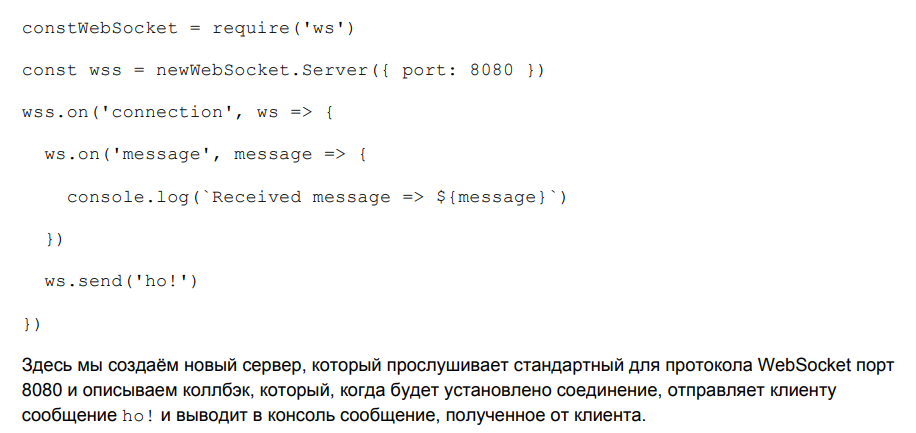 constWebSocket = require('ws')
const wss = newWebSocket.Server({ port: 8080 })
wss.on('connection', ws => {
  ws.on('message', message => {
    console.log(`Received message => ${message}`)
  })
  ws.send('ho!')
})
Здесь мы создаём новый сервер, который прослушивает стандартный для протокола WebSocket порт
8080 и описываем коллбэк, который, когда будет установлено соединение, отправляет клиенту
сообщение ho! и выводит в консоль сообщение, полученное от клиента.